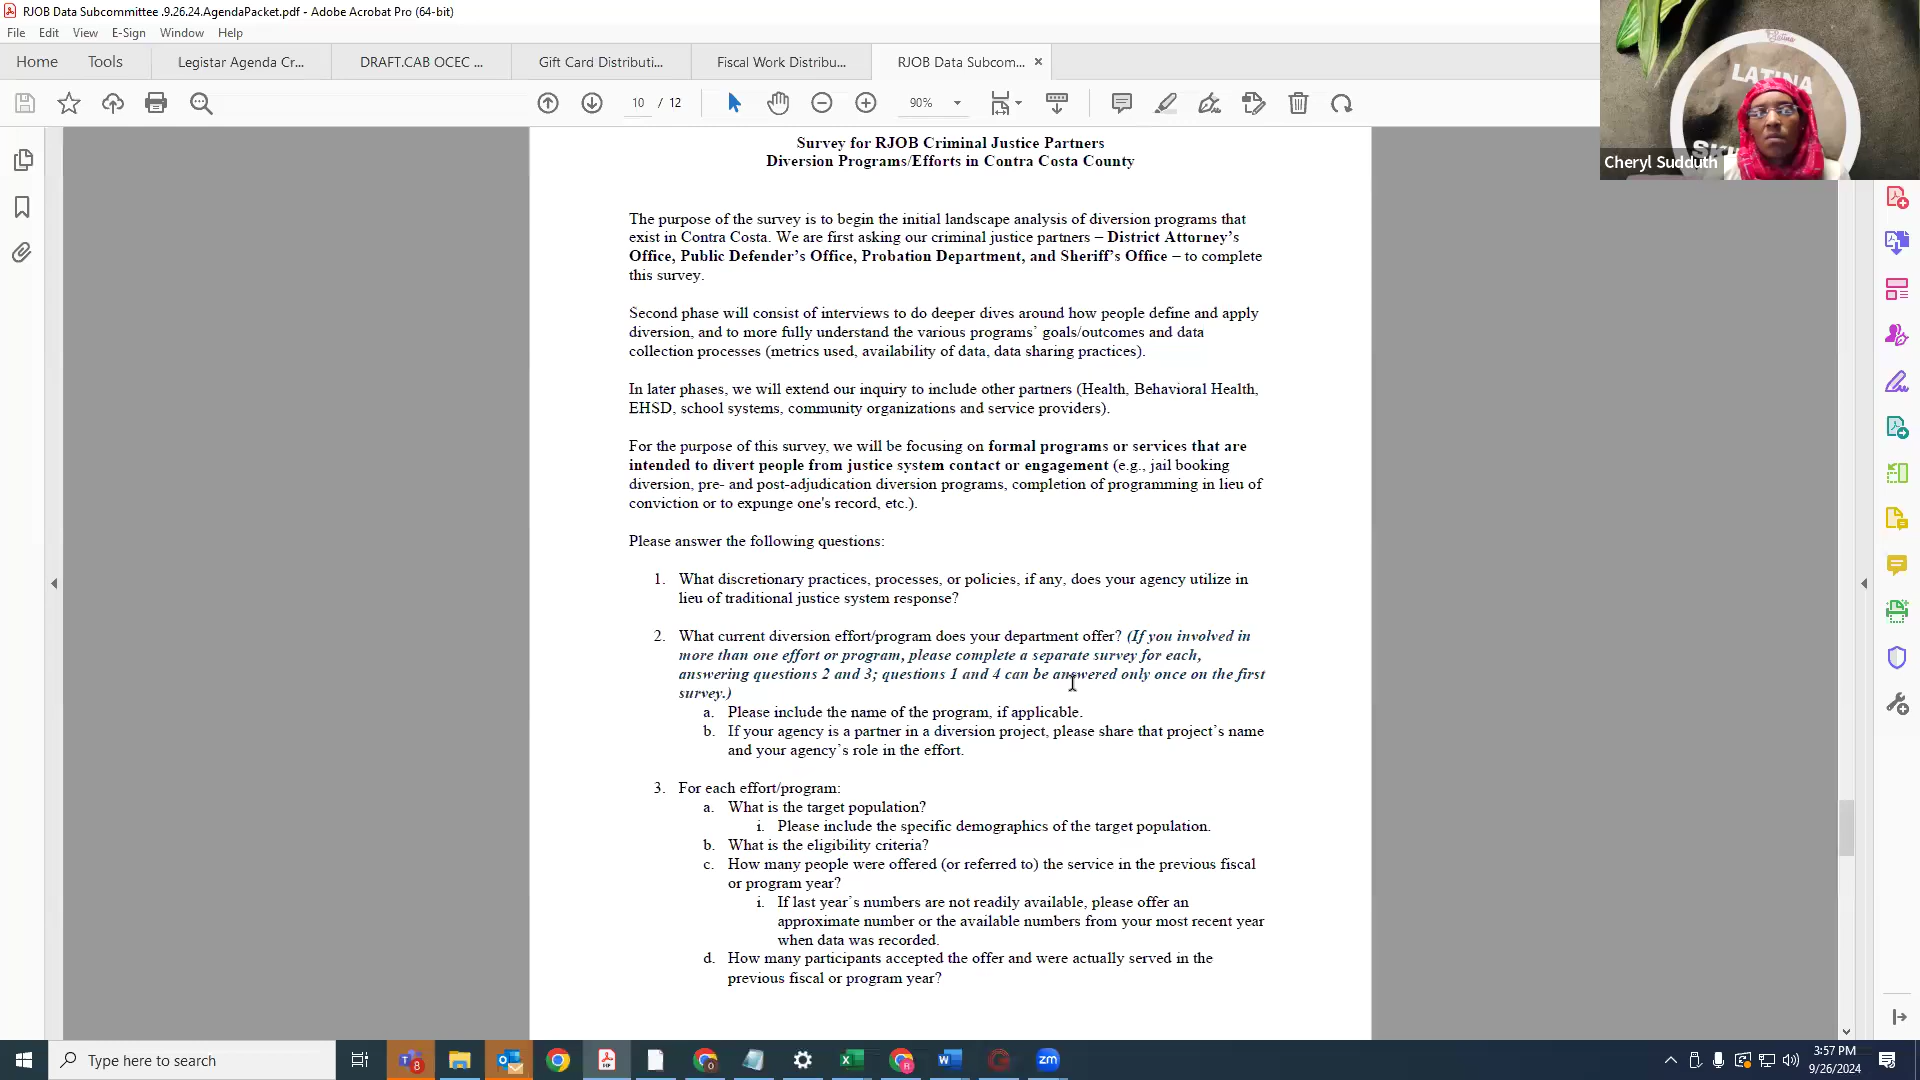 RJOB Data Subcommittee .9.26.24.AgendaPacket.pdf - Adobe Acrobat Pro (64-bit)
File Edit View E-Sign Window Help
Home Tools Legistar Agenda Cr... DRAFT.CAB OCEC ... Gift Card Distributi... Fiscal Work Distribu... RJOB Data Subcom... ×
10 / 12 90%
LATINA
Cheryl Sudduth
Survey for RJOB Criminal Justice Partners
Diversion Programs/Efforts in Contra Costa County
The purpose of the survey is to begin the initial landscape analysis of diversion programs that
exist in Contra Costa. We are first asking our criminal justice partners – District Attorney's
Office, Public Defender's Office, Probation Department, and Sheriff's Office – to complete
this survey.
Second phase will consist of interviews to do deeper dives around how people define and apply
diversion, and to more fully understand the various programs' goals/outcomes and data
collection processes (metrics used, availability of data, data sharing practices).
In later phases, we will extend our inquiry to include other partners (Health, Behavioral Health,
EHSD, school systems, community organizations and service providers).
For the purpose of this survey, we will be focusing on formal programs or services that are
intended to divert people from justice system contact or engagement (e.g., jail booking
diversion, pre- and post-adjudication diversion programs, completion of programming in lieu of
conviction or to expunge one's record, etc.).
Please answer the following questions:
1. What discretionary practices, processes, or policies, if any, does your agency utilize in
lieu of traditional justice system response?
2. What current diversion effort/program does your department offer? (If you involved in
more than one effort or program, please complete a separate survey for each,
answering questions 2 and 3; questions 1 and 4 can be answered only once on the first
survey.)
a. Please include the name of the program, if applicable.
b. If your agency is a partner in a diversion project, please share that project's name
and your agency's role in the effort.
3. For each effort/program:
a. What is the target population?
i. Please include the specific demographics of the target population.
b. What is the eligibility criteria?
c. How many people were offered (or referred to) the service in the previous fiscal
or program year?
i. If last year's numbers are not readily available, please offer an
approximate number or the available numbers from your most recent year
when data was recorded.
d. How many participants accepted the offer and were actually served in the
previous fiscal or program year?
Type here to search
3:57 PM
9/26/2024